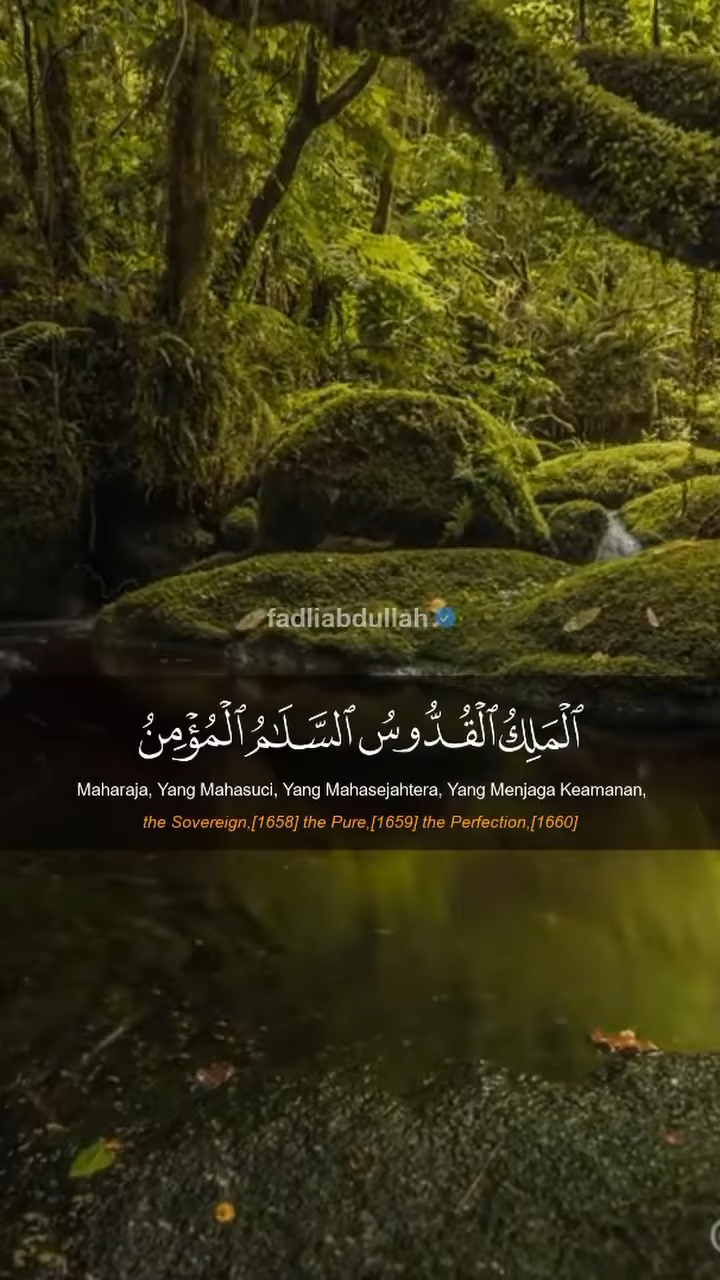 fadliabdullah
ٱلْمَلِكُ ٱلْقُدُّوسُ ٱلسَّلَـٰمُ ٱلْمُؤْمِنُ
Maharaja, Yang Mahasuci, Yang Mahasejahtera, Yang Menjaga Keamanan,
the Sovereign,[1658] the Pure,[1659] the Perfection,[1660]